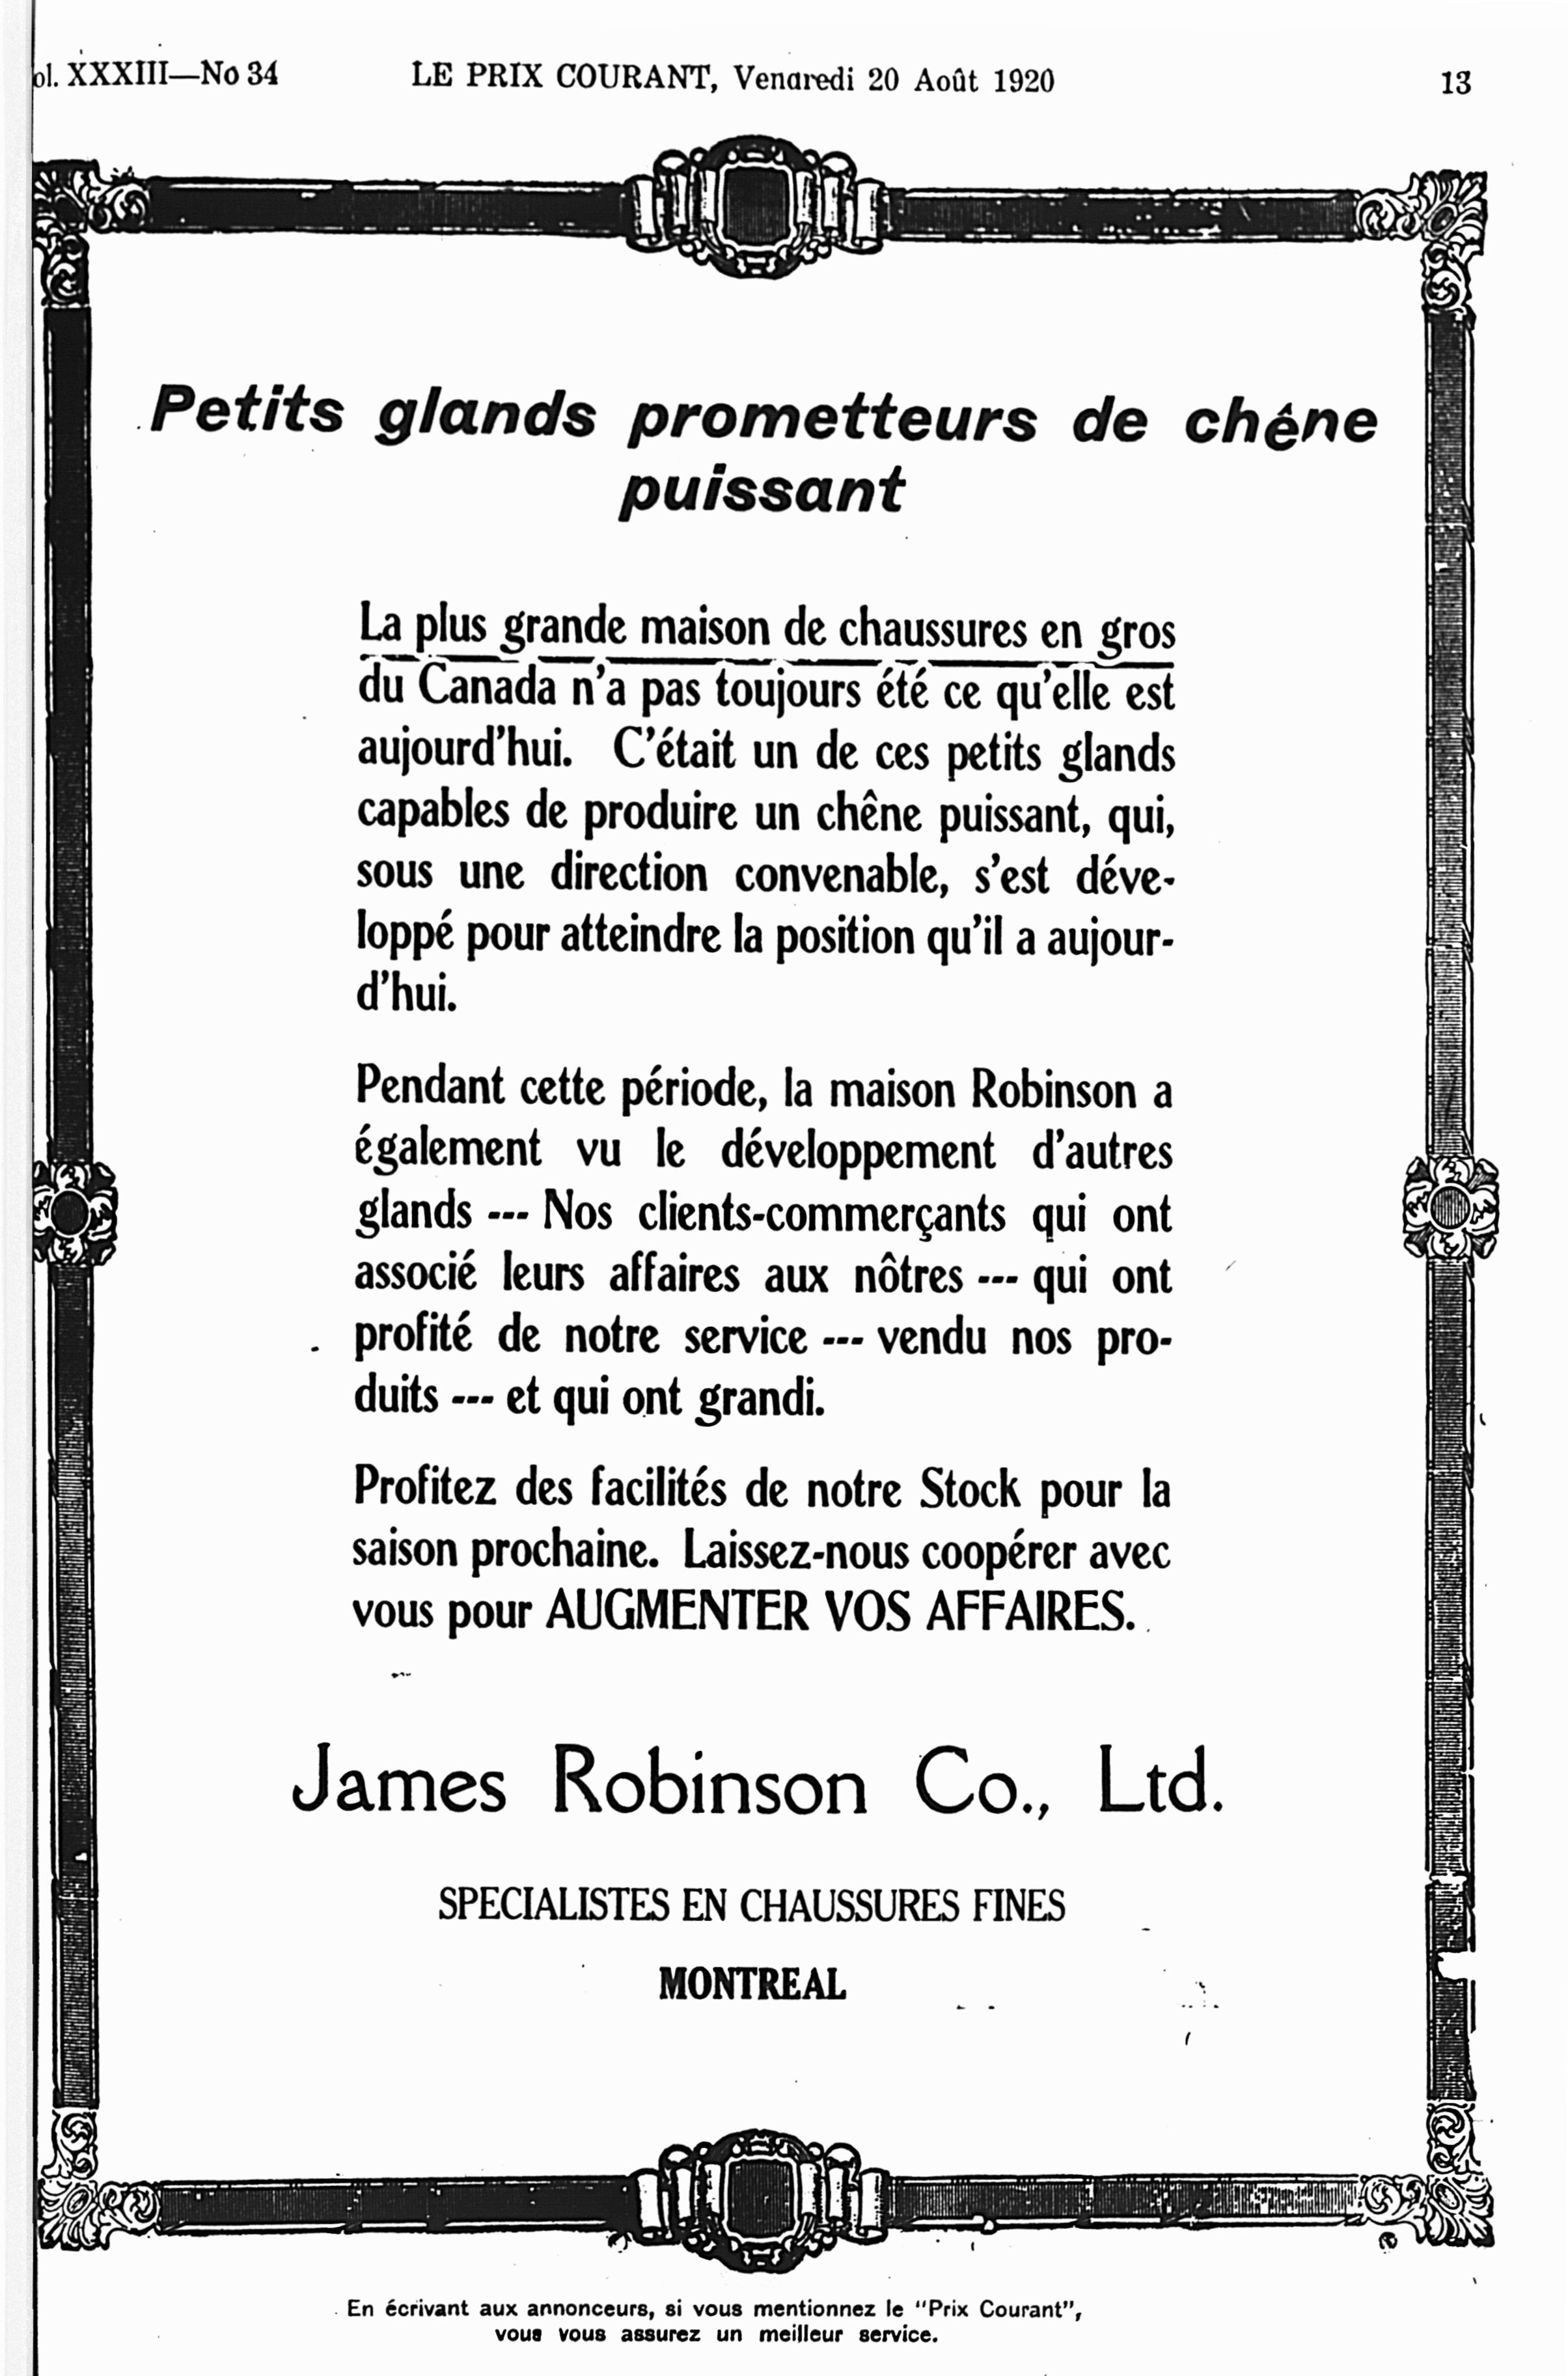 ol. XXXIII—No 34 LE PRIX COURANT, Vendredi 20 Août 1920 13
Petits glands prometteurs de chêne
puissant
La plus grande maison de chaussures en gros
du Canada n'a pas toujours été ce qu'elle est
aujourd'hui. C'était un de ces petits glands
capables de produire un chêne puissant, qui,
sous une direction convenable, s'est déve-
loppé pour atteindre la position qu'il a aujour-
d'hui.
Pendant cette période, la maison Robinson a
également vu le développement d'autres
glands --- Nos clients-commerçants qui ont
associé leurs affaires aux nôtres --- qui ont
profité de notre service --- vendu nos pro-
duits --- et qui ont grandi.
Profitez des facilités de notre Stock pour la
saison prochaine. Laissez-nous coopérer avec
vous pour AUGMENTER VOS AFFAIRES.
James Robinson Co., Ltd.
SPECIALISTES EN CHAUSSURES FINES
MONTREAL
En écrivant aux annonceurs, si vous mentionnez le "Prix Courant",
vous vous assurez un meilleur service.